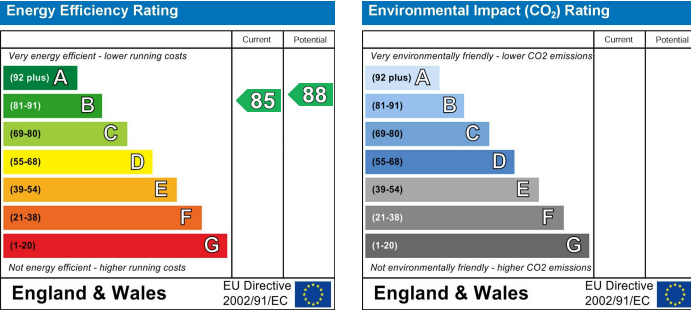 Energy Efficiency Rating
Current Potential
Very energy efficient - lower running costs
(92 plus) A
(81-91) B
85 88
(69-80) C
(55-68) D
(39-54) E
(21-38) F
(1-20) G
Not energy efficient - higher running costs
England & Wales
EU Directive
2002/91/EC
Environmental Impact (CO₂) Rating
Current Potential
Very environmentally friendly - lower CO2 emissions
(92 plus) A
(81-91) B
(69-80) C
(55-68) D
(39-54) E
(21-38) F
(1-20) G
Not environmentally friendly - higher CO2 emissions
England & Wales
EU Directive
2002/91/EC